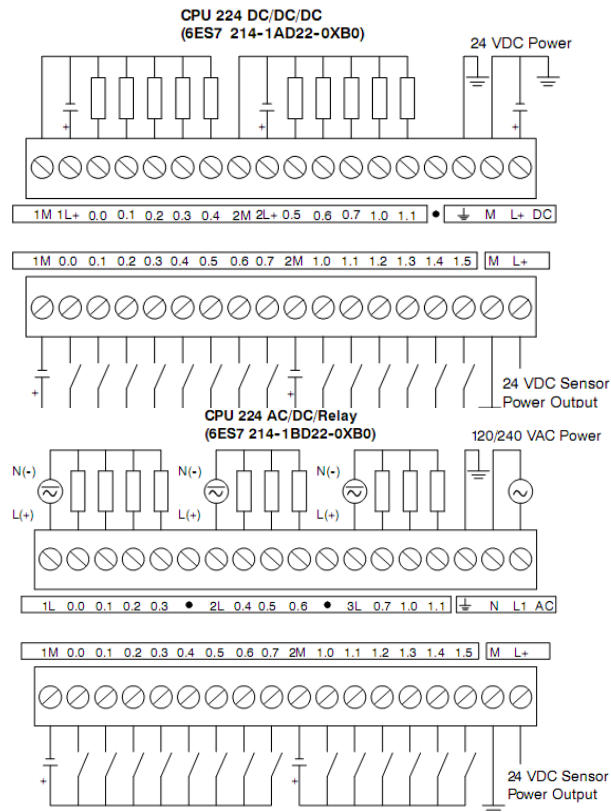 CPU 224 DC/DC/DC
(6ES7 214-1AD22-0XB0)
24 VDC Power
+ + +
1M 1L+ 0.0 0.1 0.2 0.3 0.4 2M 2L+ 0.5 0.6 0.7 1.0 1.1 ● ⏚ M L+ DC
1M 0.0 0.1 0.2 0.3 0.4 0.5 0.6 0.7 2M 1.0 1.1 1.2 1.3 1.4 1.5 M L+
+ +
24 VDC Sensor
Power Output
CPU 224 AC/DC/Relay
(6ES7 214-1BD22-0XB0)
120/240 VAC Power
N(-) N(-) N(-)
L(+) L(+) L(+)
1L 0.0 0.1 0.2 0.3 ● 2L 0.4 0.5 0.6 ● 3L 0.7 1.0 1.1 ⏚ N L1 AC
1M 0.0 0.1 0.2 0.3 0.4 0.5 0.6 0.7 2M 1.0 1.1 1.2 1.3 1.4 1.5 M L+
+ +
24 VDC Sensor
Power Output